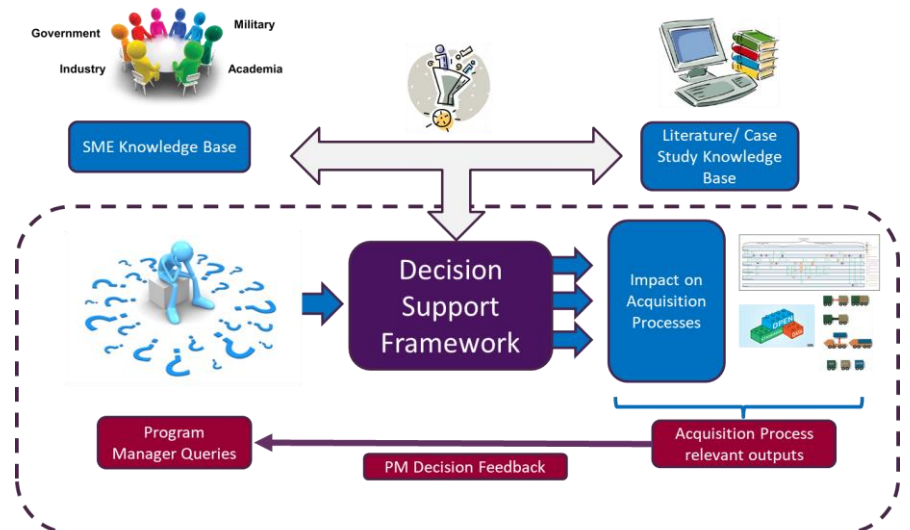 Government
Military
Industry
Academia
SME Knowledge Base
Literature/ Case
Study Knowledge
Base
Decision
Support
Framework
Impact on
Acquisition
Processes
OPEN
Program
Manager Queries
PM Decision Feedback
Acquisition Process
relevant outputs